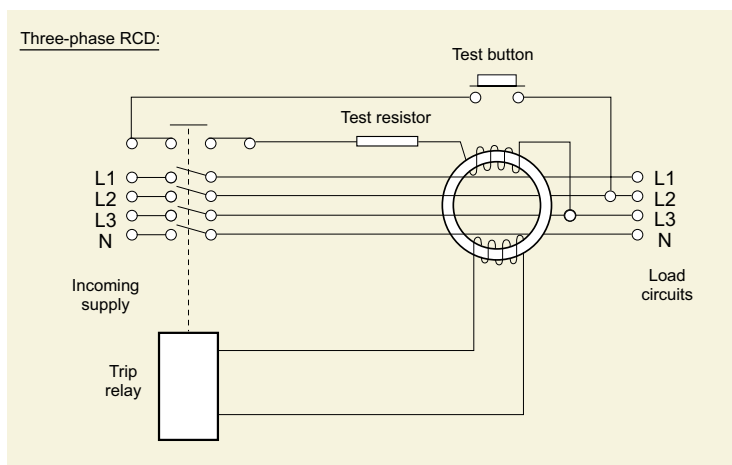 Three-phase RCD:
Test button
Test resistor
L1
L2
L3
N
L1
L2
L3
N
Incoming
supply
Load
circuits
Trip
relay